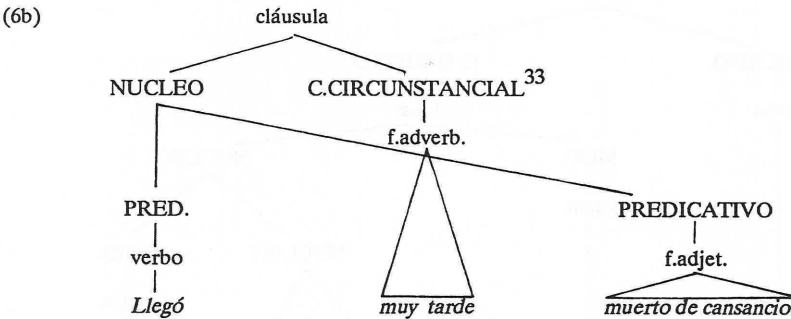 (6b) cláusula
NUCLEO C.CIRCUNSTANCIAL33
f.adverb.
PRED. PREDICATIVO
verbo f.adjet.
Llegó muy tarde muerto de cansancio